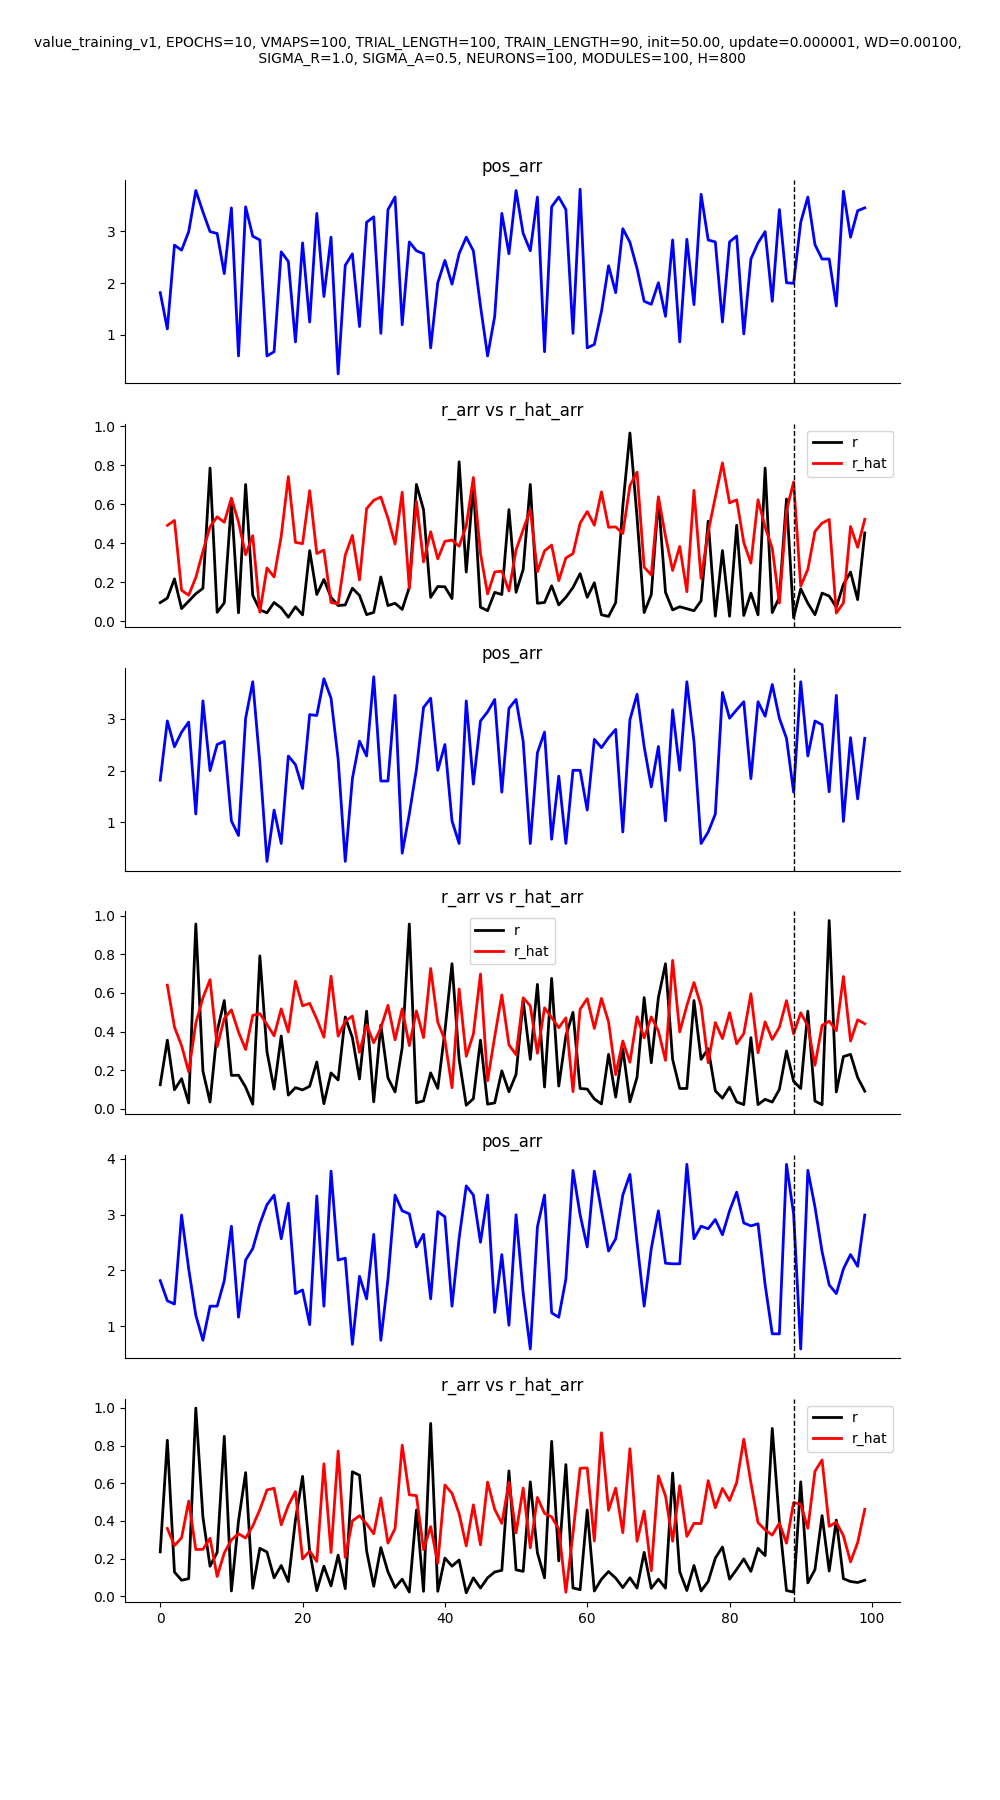 value_training_v1, EPOCHS=10, VMAPS=100, TRIAL_LENGTH=100, TRAIN_LENGTH=90, init=50.00, update=0.000001, WD=0.00100,
SIGMA_R=1.0, SIGMA_A=0.5, NEURONS=100, MODULES=100, H=800
pos_arr
3
2
1
r_arr vs r_hat_arr
1.0
0.8
0.6
0.4
0.2
0.0
r
r_hat
pos_arr
3
2
1
r_arr vs r_hat_arr
1.0
0.8
0.6
0.4
0.2
0.0
r
r_hat
pos_arr
4
3
2
1
r_arr vs r_hat_arr
1.0
0.8
0.6
0.4
0.2
0.0
r
r_hat
0 20 40 60 80 100